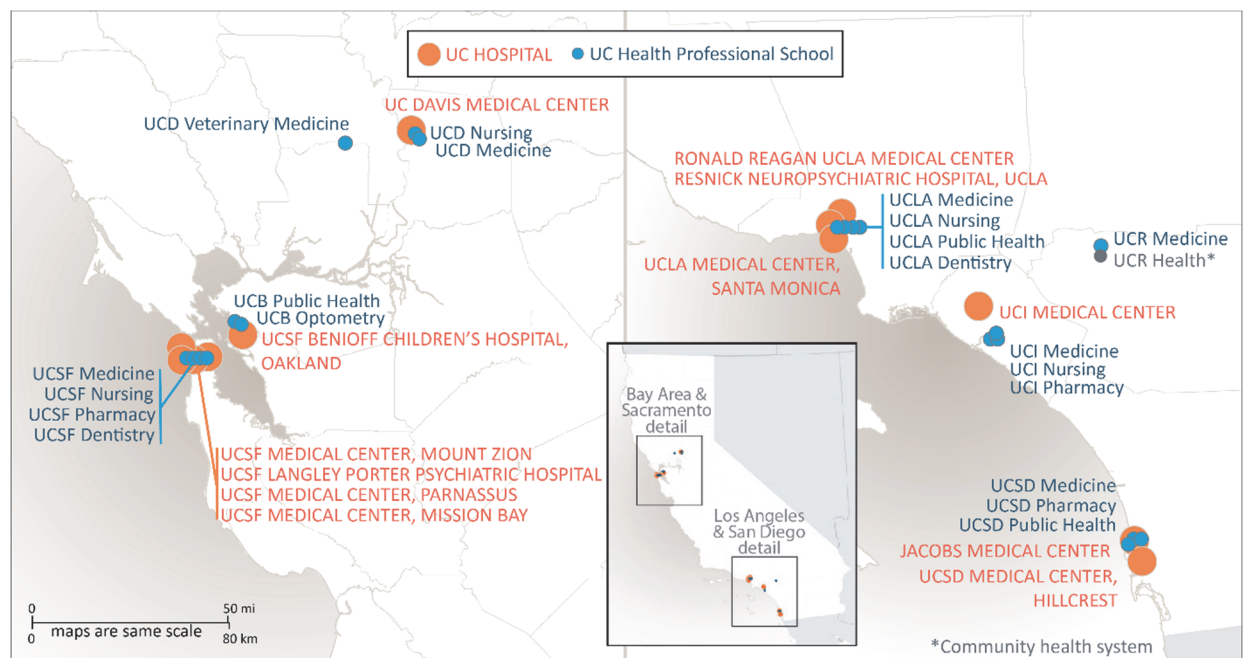 UC HOSPITAL
UC Health Professional School
UC DAVIS MEDICAL CENTER
UCD Veterinary Medicine
UCD Nursing
UCD Medicine
UCB Public Health
UCB Optometry
UCSF BENIOFF CHILDREN'S HOSPITAL,
OAKLAND
UCSF Medicine
UCSF Nursing
UCSF Pharmacy
UCSF Dentistry
UCSF MEDICAL CENTER, MOUNT ZION
UCSF LANGLEY PORTER PSYCHIATRIC HOSPITAL
UCSF MEDICAL CENTER, PARNASSUS
UCSF MEDICAL CENTER, MISSION BAY
0 50 mi
maps are same scale
0 80 km
Bay Area &
Sacramento
detail
Los Angeles
& San Diego
detail
RONALD REAGAN UCLA MEDICAL CENTER
RESNICK NEUROPSYCHIATRIC HOSPITAL, UCLA
UCLA Medicine
UCLA Nursing
UCLA Public Health
UCLA Dentistry
UCLA MEDICAL CENTER,
SANTA MONICA
UCR Medicine
UCR Health*
UCI MEDICAL CENTER
UCI Medicine
UCI Nursing
UCI Pharmacy
UCSD Medicine
UCSD Pharmacy
UCSD Public Health
JACOBS MEDICAL CENTER
UCSD MEDICAL CENTER,
HILLCREST
*Community health system